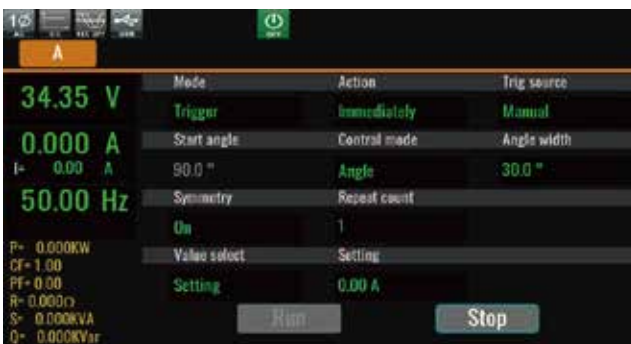 1Ø
OFF
A
34.35 V
Mode
Action
Trig source
Trigger
Immediately
Manual
0.000 A
Start angle
Control mode
Angle width
I= 0.00 A
90.0 °
Angle
30.0 °
50.00 Hz
Symmetry
Repeat count
On
1
P= 0.000KW
Value select
Setting
CF= 1.00
PF= 0.00
Setting
0.00 A
R= 0.000Ω
S= 0.000KVA
Run
Stop
Q= 0.000KVar